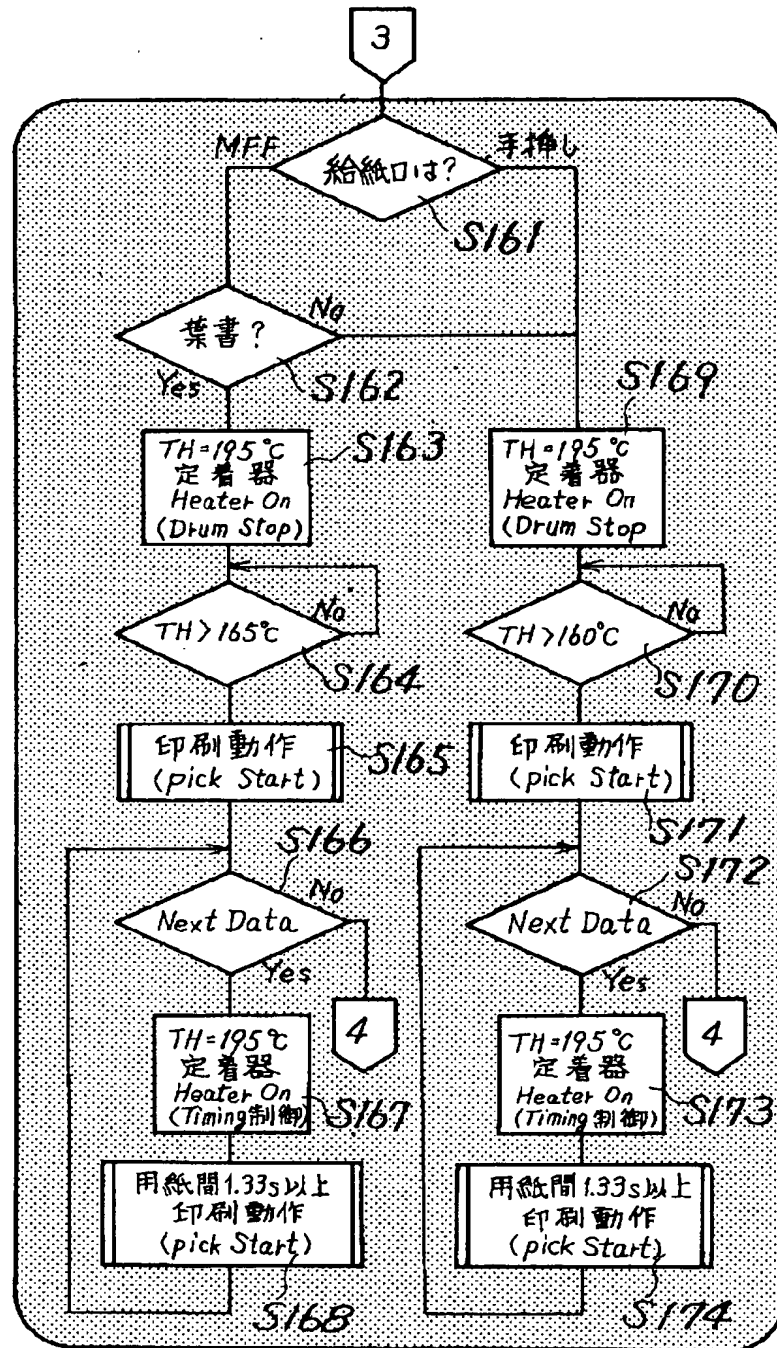 3
給紙口は?
MFF
手挿し
S161
葉書?
No
Yes
S162
TH=195℃
定着器
Heater On
(Drum Stop)
S163
TH>165℃
No
S164
印刷動作
(pick Start)
S165
Next Data
No
Yes
S166
4
TH=195℃
定着器
Heater On
(Timing制御)
S167
用紙間1.33s以上
印刷動作
(pick Start)
S168
TH=195℃
定着器
Heater On
(Drum Stop
S169
TH>160℃
No
S170
印刷動作
(pick Start)
S171
Next Data
No
Yes
S172
4
TH=195℃
定着器
Heater On
(Timing制御)
S173
用紙間1.33s以上
印刷動作
(pick Start)
S174